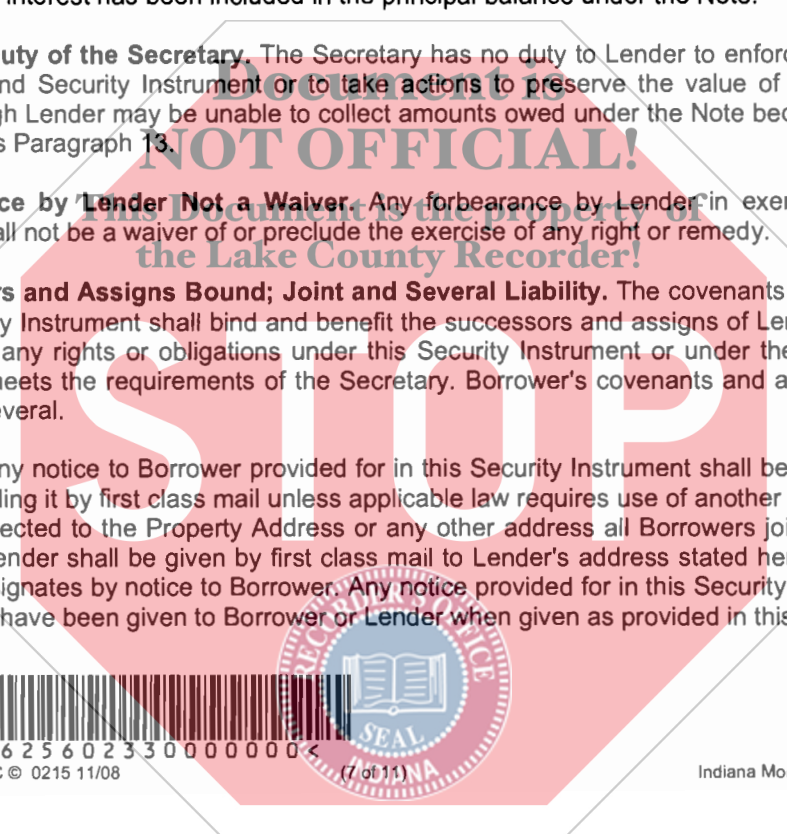 interest has been included in the principal balance under the Note.
uty of the Secretary. The Secretary has no duty to Lender to enforc
nd Security Instrument or to take actions to preserve the value of
gh Lender may be unable to collect amounts owed under the Note bec
s Paragraph 13.
Document is
NOT OFFICIAL!
This Document is the property of
the Lake County Recorder!
ce by Lender Not a Waiver. Any forbearance by Lender in exer
all not be a waiver of or preclude the exercise of any right or remedy.
rs and Assigns Bound; Joint and Several Liability. The covenants
y Instrument shall bind and benefit the successors and assigns of Len
any rights or obligations under this Security Instrument or under the
meets the requirements of the Secretary. Borrower's covenants and a
everal.
STOP
ny notice to Borrower provided for in this Security Instrument shall be
ling it by first class mail unless applicable law requires use of another
ected to the Property Address or any other address all Borrowers joi
ender shall be given by first class mail to Lender's address stated her
ignates by notice to Borrower. Any notice provided for in this Security
have been given to Borrower or Lender when given as provided in this
RECORDER'S OFFICE
SEAL
INDIANA
62560233000000000<
C © 0215 11/08
(7 of 11)
Indiana Mo